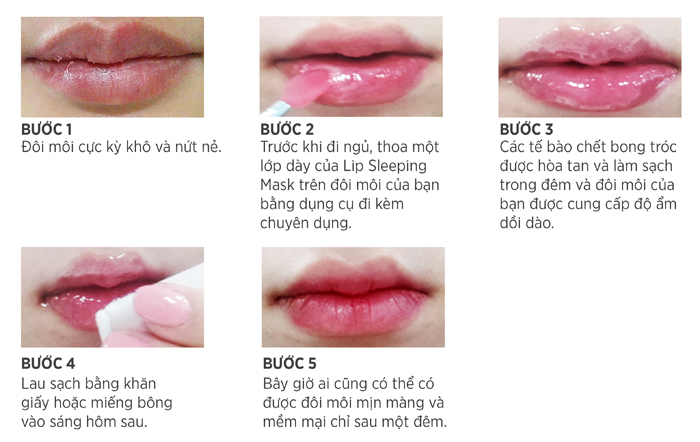 BƯỚC 1
Đôi môi cực kỳ khô và nứt nẻ.
BƯỚC 2
Trước khi đi ngủ, thoa một
lớp dày của Lip Sleeping
Mask trên đôi môi của bạn
bằng dụng cụ đi kèm
chuyên dụng.
BƯỚC 3
Các tế bào chết bong tróc
được hòa tan và làm sạch
trong đêm và đôi môi của
bạn được cung cấp độ ẩm
dồi dào.
BƯỚC 4
Lau sạch bằng khăn
giấy hoặc miếng bông
vào sáng hôm sau.
BƯỚC 5
Bây giờ ai cũng có thể có
được đôi môi mịn màng và
mềm mại chỉ sau một đêm.